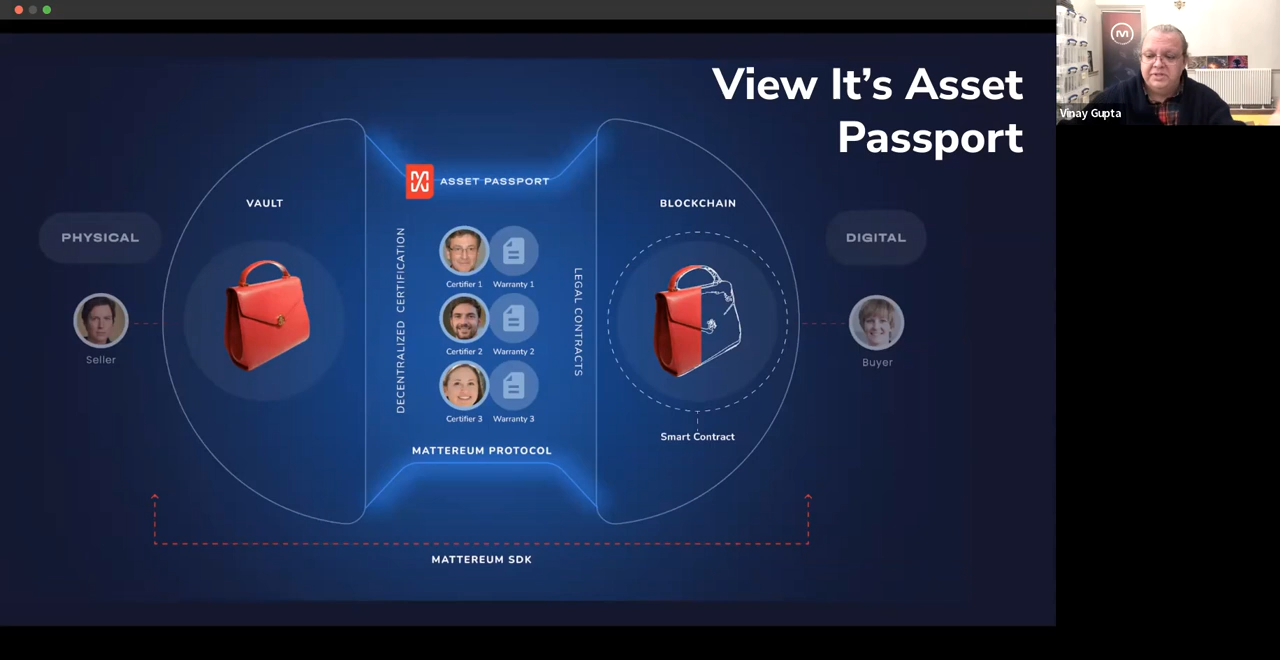 View It's Asset
Passport
Vinay Gupta
ASSET PASSPORT
VAULT
BLOCKCHAIN
PHYSICAL
DIGITAL
DECENTRALIZED CERTIFICATION
LEGAL CONTRACTS
Certifier 1 Warranty 1
Certifier 2 Warranty 2
Certifier 3 Warranty 3
Seller
Buyer
Smart Contract
MATTEREUM PROTOCOL
MATTEREUM SDK